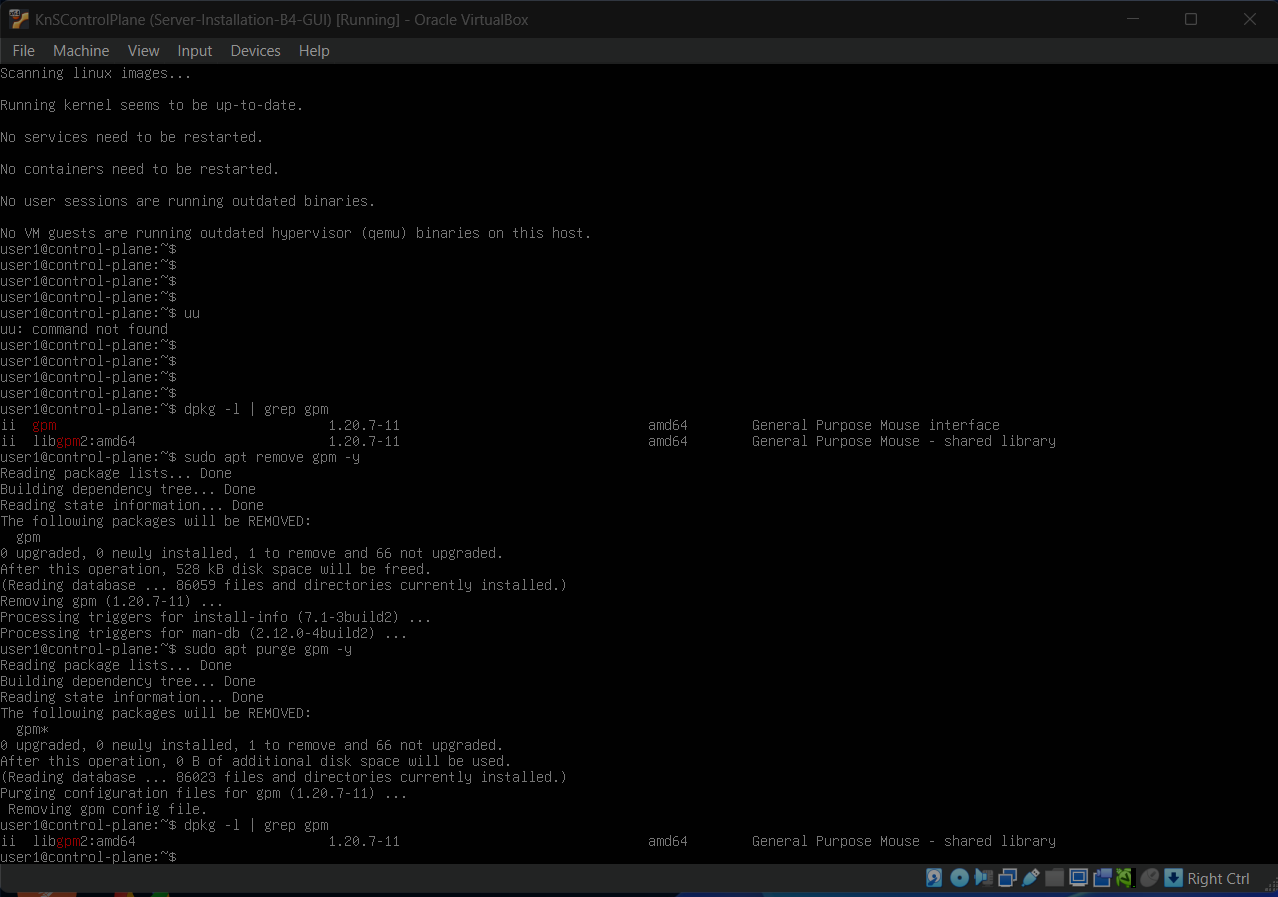 KnSControlPlane (Server-Installation-B4-GUI) [Running] - Oracle VirtualBox
File Machine View Input Devices Help
Scanning linux images...
Running kernel seems to be up-to-date.
No services need to be restarted.
No containers need to be restarted.
No user sessions are running outdated binaries.
No VM guests are running outdated hypervisor (qemu) binaries on this host.
user1@control-plane:~$
user1@control-plane:~$
user1@control-plane:~$
user1@control-plane:~$
user1@control-plane:~$ uu
uu: command not found
user1@control-plane:~$
user1@control-plane:~$
user1@control-plane:~$
user1@control-plane:~$
user1@control-plane:~$ dpkg -l | grep gpm
ii  gpm 1.20.7-11 amd64 General Purpose Mouse interface
ii  libgpm2:amd64 1.20.7-11 amd64 General Purpose Mouse - shared library
user1@control-plane:~$ sudo apt remove gpm -y
Reading package lists... Done
Building dependency tree... Done
Reading state information... Done
The following packages will be REMOVED:
  gpm
0 upgraded, 0 newly installed, 1 to remove and 66 not upgraded.
After this operation, 528 kB disk space will be freed.
(Reading database ... 86059 files and directories currently installed.)
Removing gpm (1.20.7-11) ...
Processing triggers for install-info (7.1-3build2) ...
Processing triggers for man-db (2.12.0-4build2) ...
user1@control-plane:~$ sudo apt purge gpm -y
Reading package lists... Done
Building dependency tree... Done
Reading state information... Done
The following packages will be REMOVED:
  gpm*
0 upgraded, 0 newly installed, 1 to remove and 66 not upgraded.
After this operation, 0 B of additional disk space will be used.
(Reading database ... 86023 files and directories currently installed.)
Purging configuration files for gpm (1.20.7-11) ...
 Removing gpm config file.
user1@control-plane:~$ dpkg -l | grep gpm
ii  libgpm2:amd64 1.20.7-11 amd64 General Purpose Mouse - shared library
user1@control-plane:~$
Right Ctrl